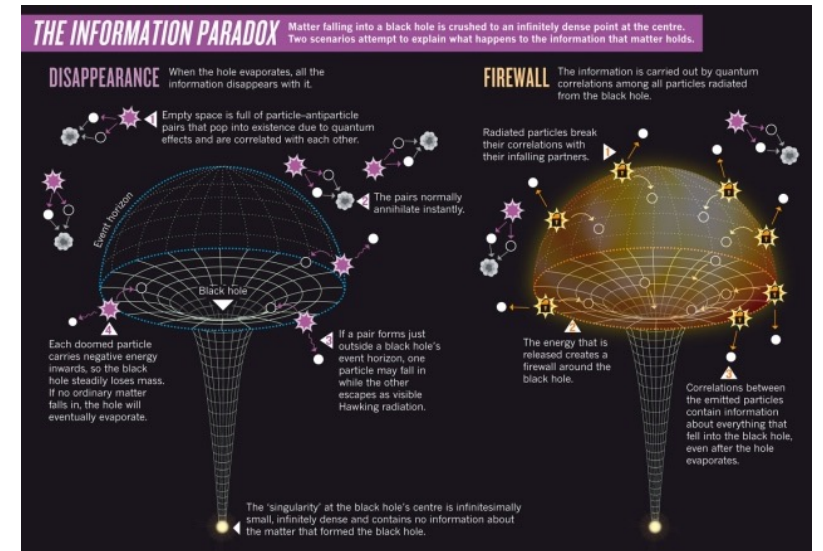 THE INFORMATION PARADOX
Matter falling into a black hole is crushed to an infinitely dense point at the centre.
Two scenarios attempt to explain what happens to the information that matter holds.
DISAPPEARANCE
When the hole evaporates, all the
information disappears with it.
1
Empty space is full of particle–antiparticle
pairs that pop into existence due to quantum
effects and are correlated with each other.
2
The pairs normally
annihilate instantly.
Event horizon
Black hole
3
If a pair forms just
outside a black hole's
event horizon, one
particle may fall in
while the other
escapes as visible
Hawking radiation.
4
Each doomed particle
carries negative energy
inwards, so the black
hole steadily loses mass.
If no ordinary matter
falls in, the hole will
eventually evaporate.
The ‘singularity’ at the black hole's centre is infinitesimally
small, infinitely dense and contains no information about
the matter that formed the black hole.
FIREWALL
The information is carried out by quantum
correlations among all particles radiated
from the black hole.
Radiated particles break
their correlations with
their infalling partners.
1
2
The energy that is
released creates a
firewall around the
black hole.
3
Correlations between
the emitted particles
contain information
about everything that
fell into the black hole,
even after the hole
evaporates.